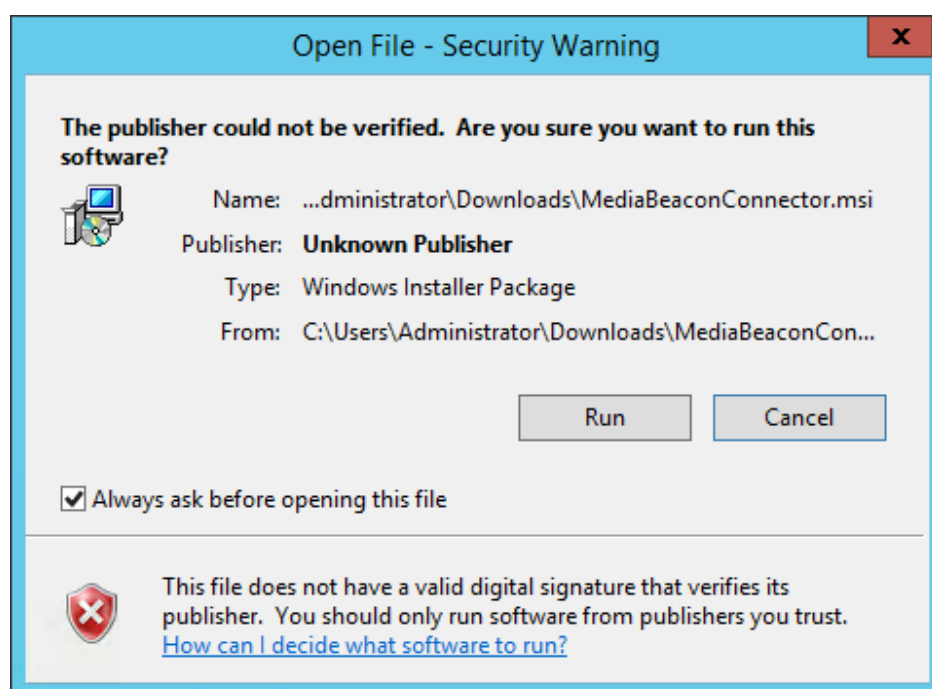 Open File - Security Warning
The publisher could not be verified. Are you sure you want to run this
software?
Name: ...dministrator\Downloads\MediaBeaconConnector.msi
Publisher: Unknown Publisher
Type: Windows Installer Package
From: C:\Users\Administrator\Downloads\MediaBeaconCon...
Run Cancel
Always ask before opening this file
This file does not have a valid digital signature that verifies its
publisher. You should only run software from publishers you trust.
How can I decide what software to run?